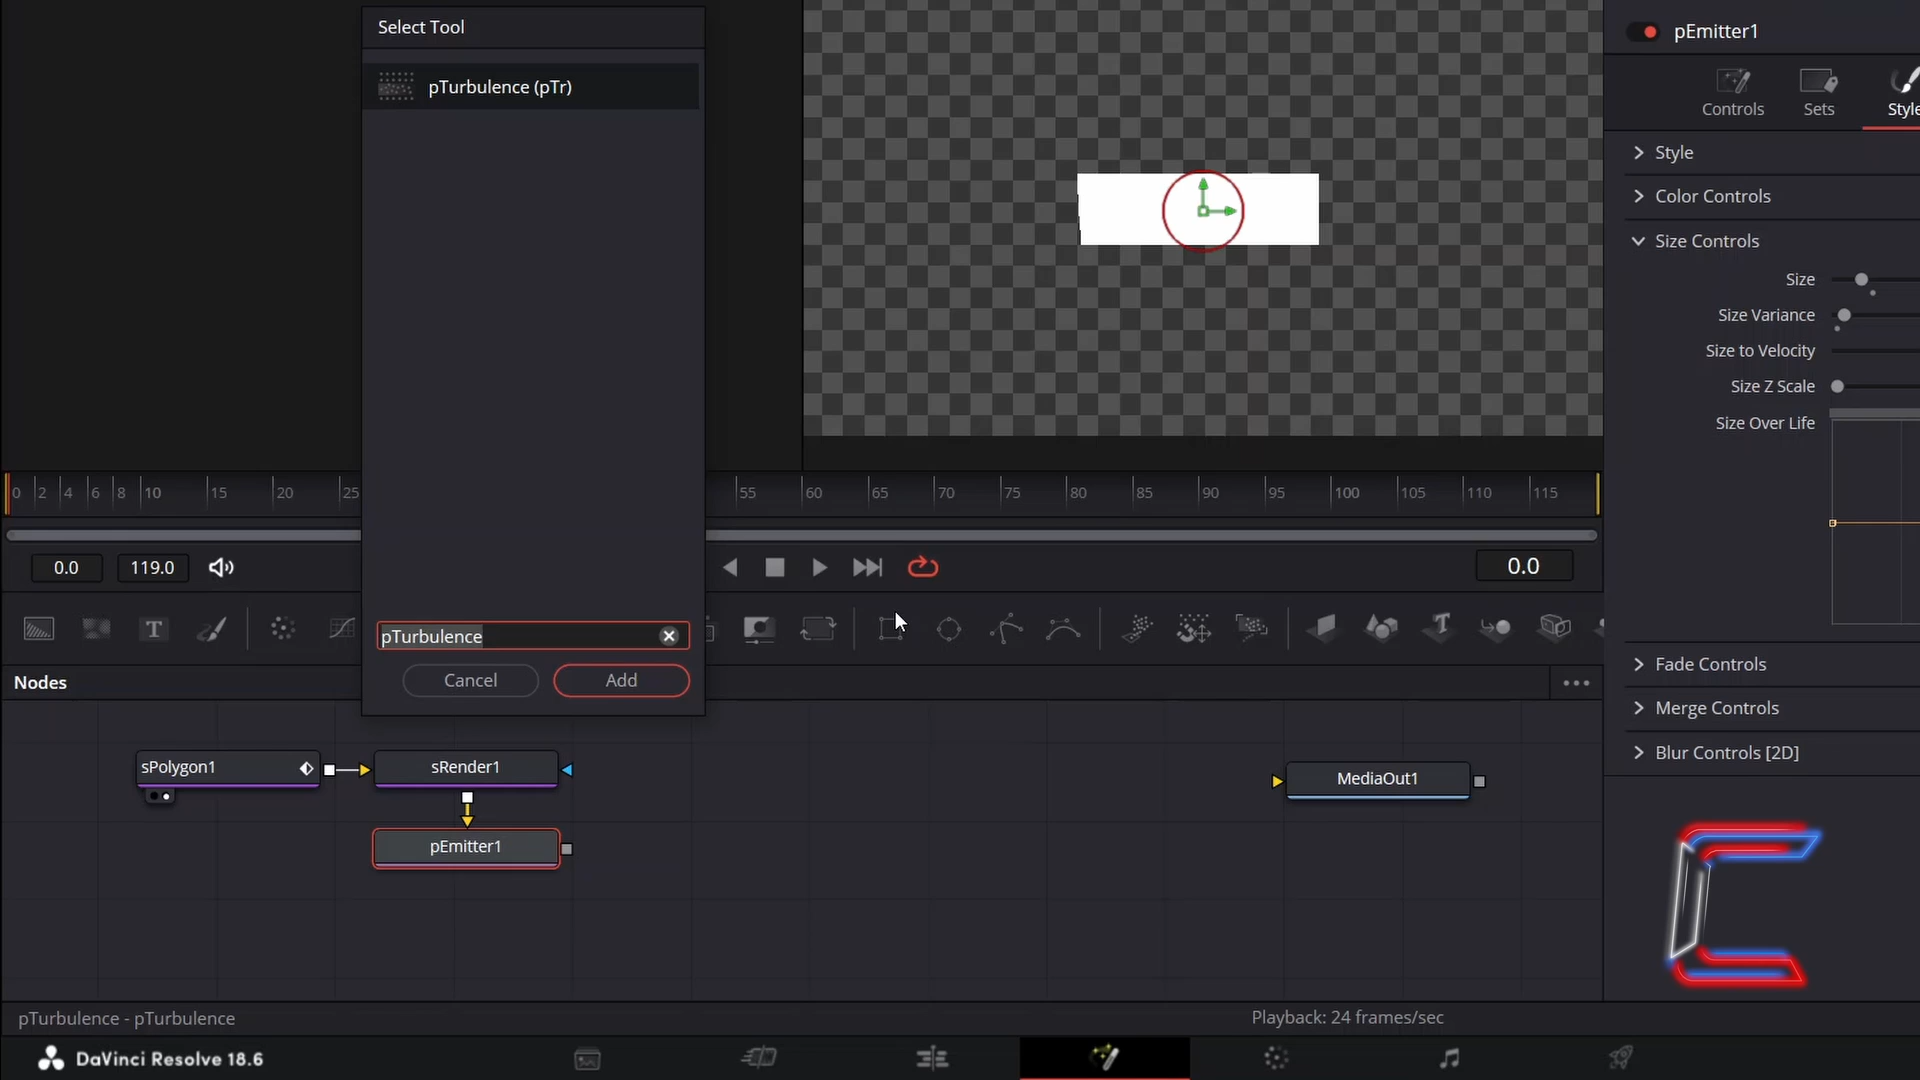 Select Tool
pTurbulence (pTr)
pEmitter1
Controls
Sets
Style
Style
Color Controls
Size Controls
Size
Size Variance
Size to Velocity
Size Z Scale
Size Over Life
0 2 4 6 8 10 15 20 25 55 60 65 70 75 80 85 90 95 100 105 110 115
0.0
119.0
0.0
T
pTurbulence
Cancel
Add
Fade Controls
Merge Controls
Blur Controls [2D]
Nodes
sPolygon1
sRender1
MediaOut1
pEmitter1
pTurbulence - pTurbulence
Playback: 24 frames/sec
DaVinci Resolve 18.6